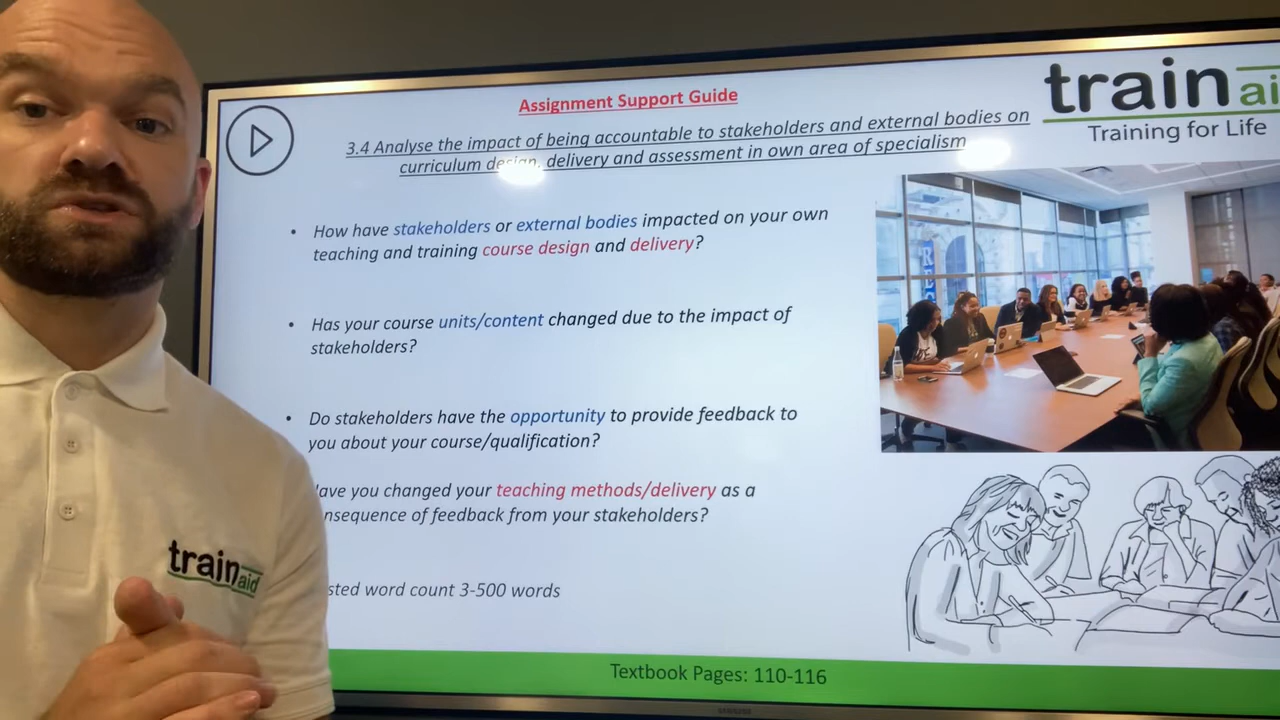 Assignment Support Guide
train aid
Training for Life
3.4 Analyse the impact of being accountable to stakeholders and external bodies on
curriculum design, delivery and assessment in own area of specialism
• How have stakeholders or external bodies impacted on your own
teaching and training course design and delivery?
• Has your course units/content changed due to the impact of
stakeholders?
• Do stakeholders have the opportunity to provide feedback to
you about your course/qualification?
ave you changed your teaching methods/delivery as a
nsequence of feedback from your stakeholders?
sted word count 3-500 words
Textbook Pages: 110-116
train aid
SAMSUNG